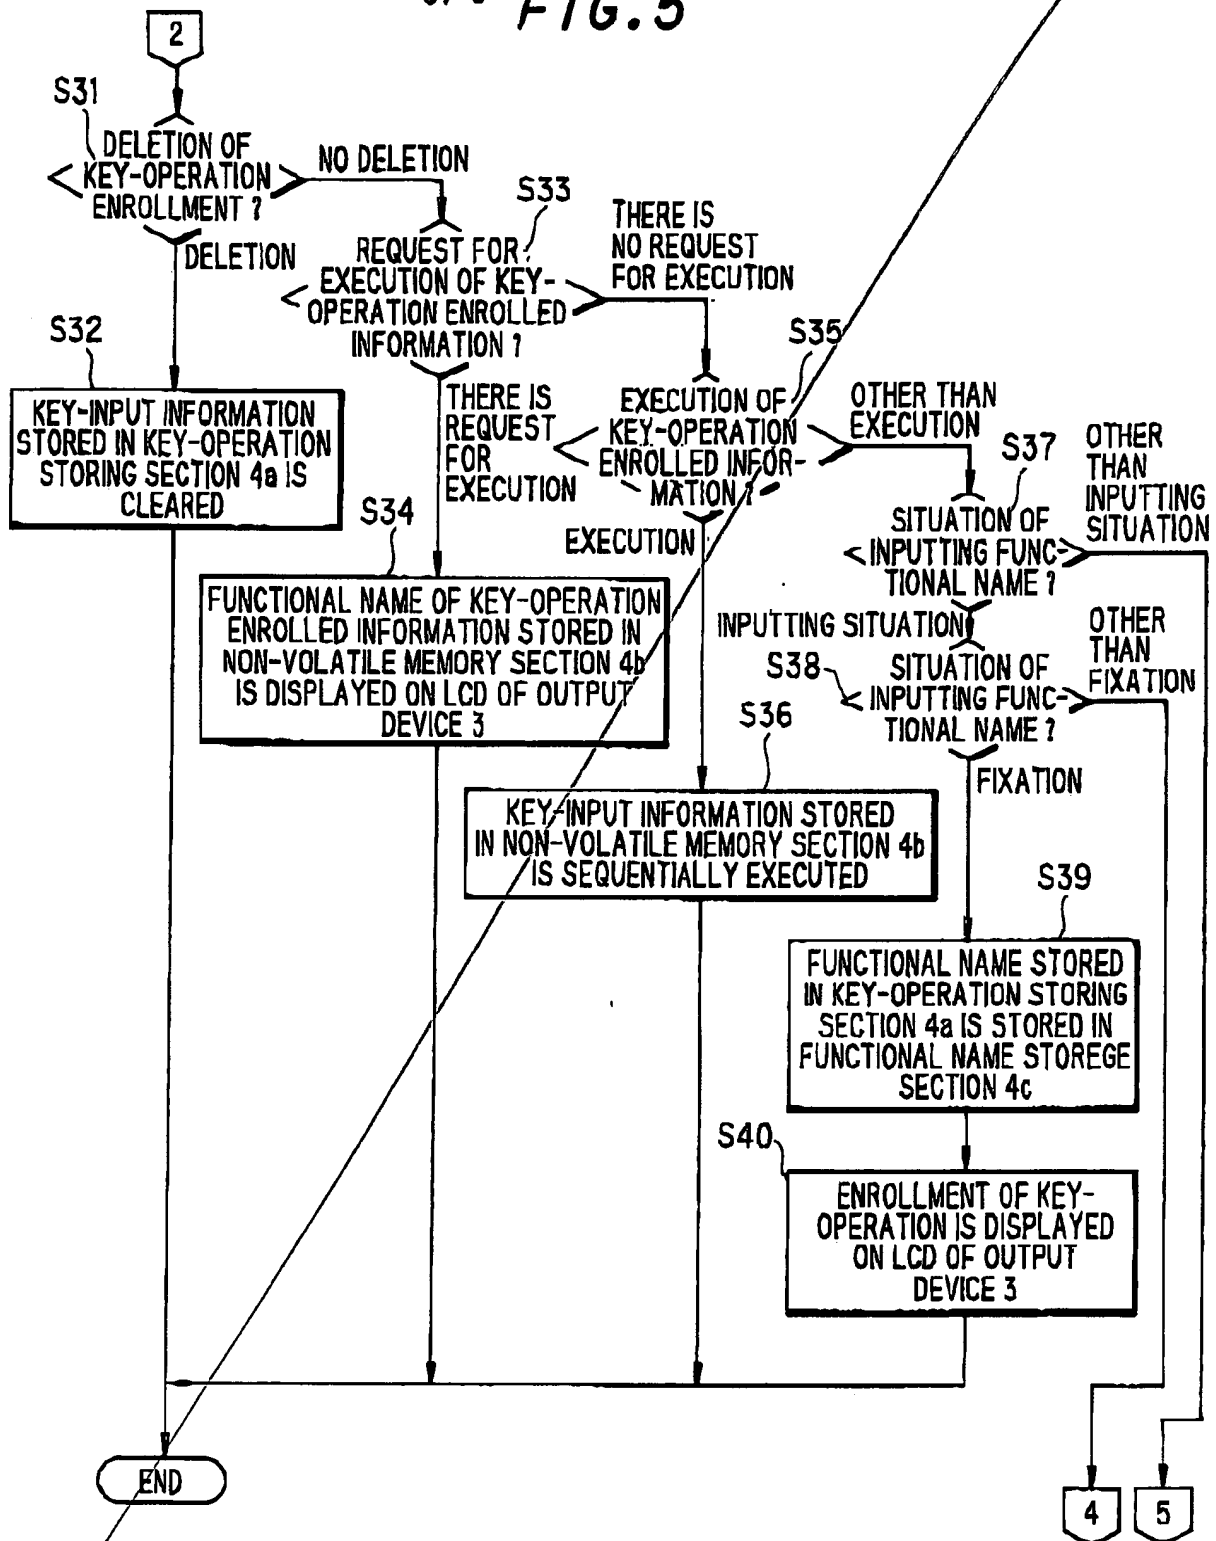 FIG. 5
2
S31
DELETION OF
KEY-OPERATION
ENROLLMENT ?
NO DELETION
DELETION
S33
REQUEST FOR
EXECUTION OF KEY-
OPERATION ENROLLED
INFORMATION ?
THERE IS
NO REQUEST
FOR EXECUTION
S32
KEY-INPUT INFORMATION
STORED IN KEY-OPERATION
STORING SECTION 4a IS
CLEARED
THERE IS
REQUEST
FOR
EXECUTION
S35
EXECUTION OF
KEY-OPERATION
ENROLLED INFOR-
MATION ?
OTHER THAN
EXECUTION
EXECUTION
S34
FUNCTIONAL NAME OF KEY-OPERATION
ENROLLED INFORMATION STORED IN
NON-VOLATILE MEMORY SECTION 4b
IS DISPLAYED ON LCD OF OUTPUT
DEVICE 3
S37
SITUATION OF
INPUTTING FUNC-
TIONAL NAME ?
OTHER
THAN
INPUTTING
SITUATION
INPUTTING SITUATION
S38
SITUATION OF
INPUTTING FUNC-
TIONAL NAME ?
OTHER
THAN
FIXATION
FIXATION
S36
KEY-INPUT INFORMATION STORED
IN NON-VOLATILE MEMORY SECTION 4b
IS SEQUENTIALLY EXECUTED
S39
FUNCTIONAL NAME STORED
IN KEY-OPERATION STORING
SECTION 4a IS STORED IN
FUNCTIONAL NAME STOREGE
SECTION 4c
S40
ENROLLMENT OF KEY-
OPERATION IS DISPLAYED
ON LCD OF OUTPUT
DEVICE 3
END
4
5